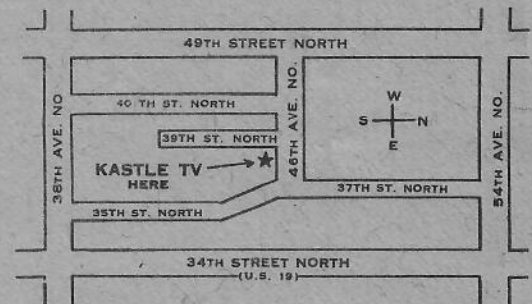 49TH STREET NORTH
40 TH ST. NORTH
39TH ST. NORTH
KASTLE TV
HERE
35TH ST. NORTH
34TH STREET NORTH
(U.S. 19)
37TH ST. NORTH
38TH AVE. NO
46TH AVE. NO.
54TH AVE. NO.
W
S N
E